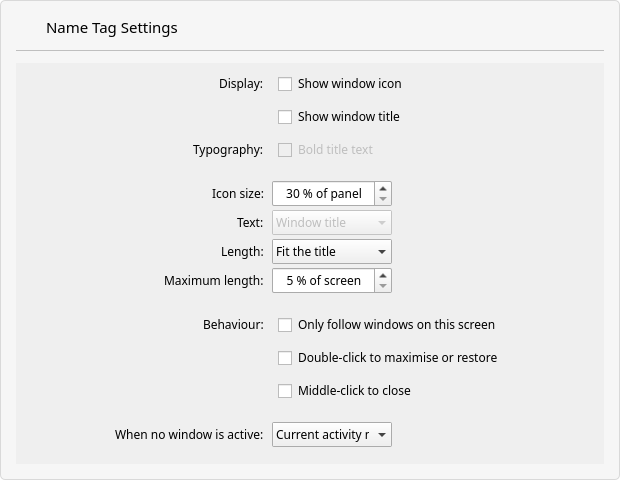 Name Tag Settings
Display: Show window icon
Show window title
Typography: Bold title text
Icon size: 30 % of panel
Text: Window title
Length: Fit the title
Maximum length: 5 % of screen
Behaviour: Only follow windows on this screen
Double-click to maximise or restore
Middle-click to close
When no window is active: Current activity